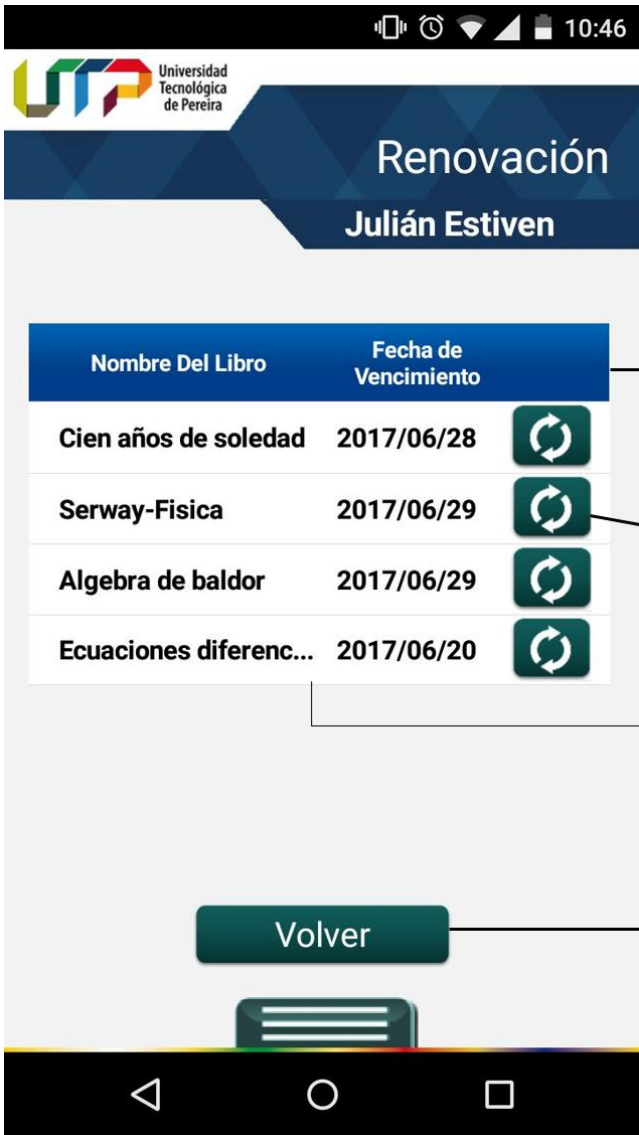 10:46
UTP
Universidad
Tecnológica
de Pereira
Renovación
Julián Estiven
Nombre Del Libro
Fecha de
Vencimiento
Cien años de soledad 2017/06/28
Serway-Fisica 2017/06/29
Algebra de baldor 2017/06/29
Ecuaciones diferenc... 2017/06/20
Volver